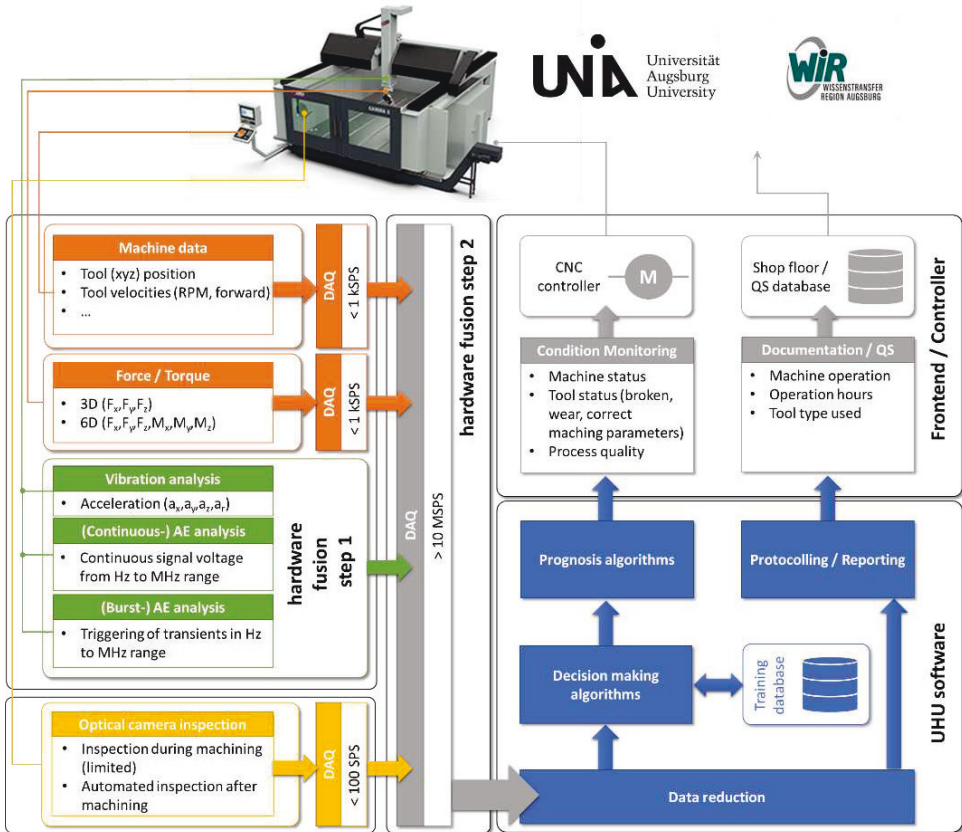 UNIA
Universität
Augsburg
University
WiR
WISSENSTRANSFER
REGION AUGSBURG
Machine data
• Tool (xyz) position
• Tool velocities (RPM, forward)
• ...
DAQ
< 1 kSPS
Force / Torque
• 3D (Fx,Fy,Fz)
• 6D (Fx,Fy,Fz,Mx,My,Mz)
DAQ
< 1 kSPS
Vibration analysis
• Acceleration (ax,ay,az,ar)
(Continuous-) AE analysis
• Continuous signal voltage
from Hz to MHz range
(Burst-) AE analysis
• Triggering of transients in Hz
to MHz range
hardware
fusion
step 1
Optical camera inspection
• Inspection during machining
(limited)
• Automated inspection after
machining
DAQ
< 100 SPS
DAQ
> 10 MSPS
hardware fusion step 2
CNC
controller
M
Shop floor /
QS database
Condition Monitoring
• Machine status
• Tool status (broken,
wear, correct
maching parameters)
• Process quality
Documentation / QS
• Machine operation
• Operation hours
• Tool type used
Frontend / Controller
Prognosis algorithms
Protocolling / Reporting
Decision making
algorithms
Training
database
Data reduction
UHU software